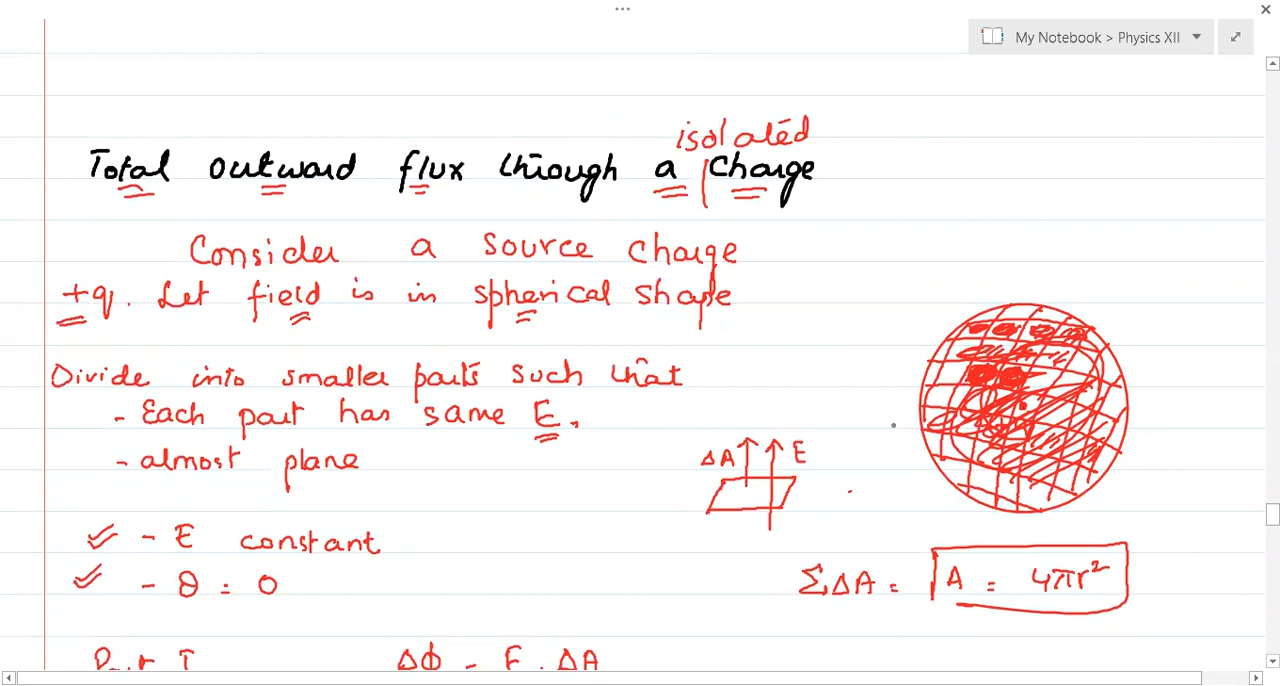 My Notebook > Physics XII
isolated
Total outward flux through a charge
Consider a source charge
+q. Let field is in spherical shape
Divide into smaller parts such that
- Each part has same E.
- almost plane
ΔA E
- E constant
- θ = 0
ΣΔA = A = 4πr²
Part I Δϕ = E . ΔA